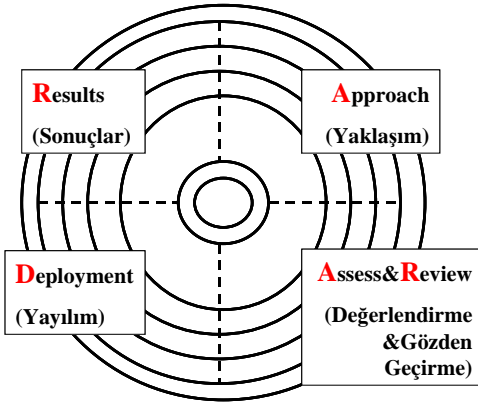 Results
(Sonuçlar)
Approach
(Yaklaşım)
Deployment
(Yayılım)
Assess&Review
(Değerlendirme
&Gözden
Geçirme)